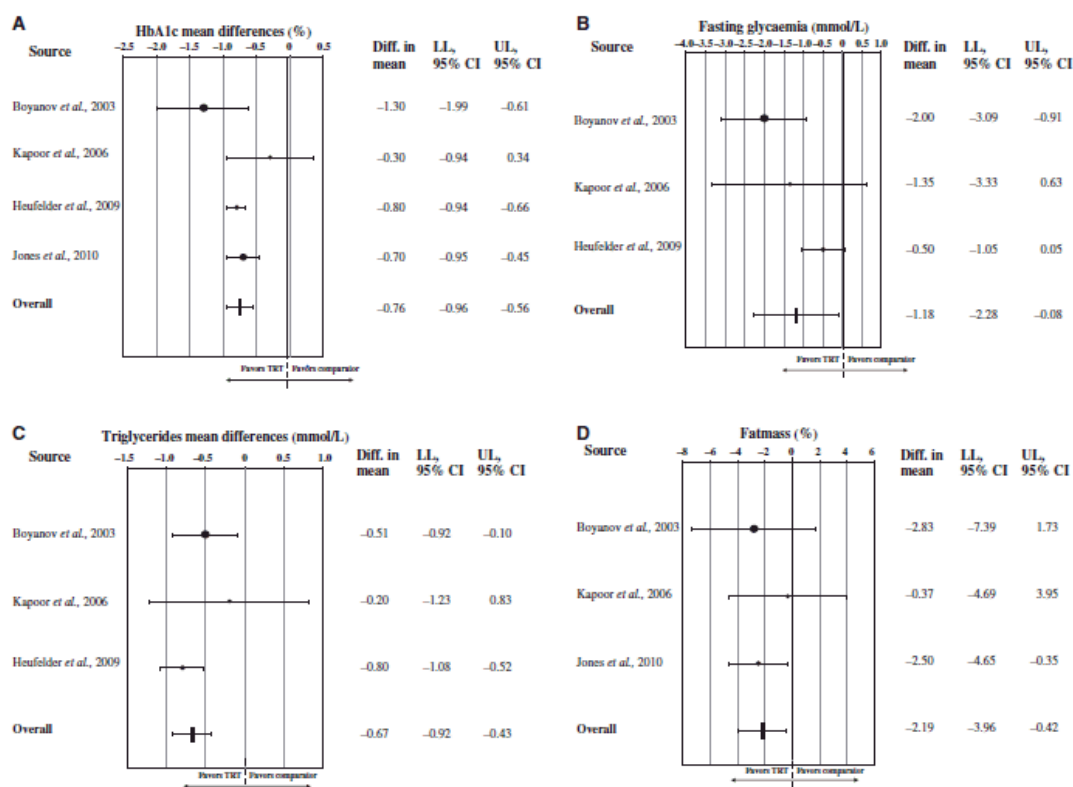 A
HbA1c mean differences (%)
Source
–2.5 –2.0 –1.5 –1.0 –0.5 0 0.5
Diff. in mean
LL, 95% CI
UL, 95% CI
Boyanov et al., 2003 –1.30 –1.99 –0.61
Kapoor et al., 2006 –0.30 –0.94 0.34
Heufelder et al., 2009 –0.80 –0.94 –0.66
Jones et al., 2010 –0.70 –0.95 –0.45
Overall –0.76 –0.96 –0.56
Favors TRT Favors comparator
B
Fasting glycaemia (mmol/L)
Source
–4.0 –3.5 –3.0 –2.5 –2.0 –1.5 –1.0 –0.5 0 0.5 1.0
Diff. in mean
LL, 95% CI
UL, 95% CI
Boyanov et al., 2003 –2.00 –3.09 –0.91
Kapoor et al., 2006 –1.35 –3.33 0.63
Heufelder et al., 2009 –0.50 –1.05 0.05
Overall –1.18 –2.28 –0.08
Favors TRT Favors comparator
C
Triglycerides mean differences (mmol/L)
Source
–1.5 –1.0 –0.5 0 0.5 1.0
Diff. in mean
LL, 95% CI
UL, 95% CI
Boyanov et al., 2003 –0.51 –0.92 –0.10
Kapoor et al., 2006 –0.20 –1.23 0.83
Heufelder et al., 2009 –0.80 –1.08 –0.52
Overall –0.67 –0.92 –0.43
Favors TRT Favors comparator
D
Fatmass (%)
Source
–8 –6 –4 –2 0 2 4 6
Diff. in mean
LL, 95% CI
UL, 95% CI
Boyanov et al., 2003 –2.83 –7.39 1.73
Kapoor et al., 2006 –0.37 –4.69 3.95
Jones et al., 2010 –2.50 –4.65 –0.35
Overall –2.19 –3.96 –0.42
Favors TRT Favors comparator